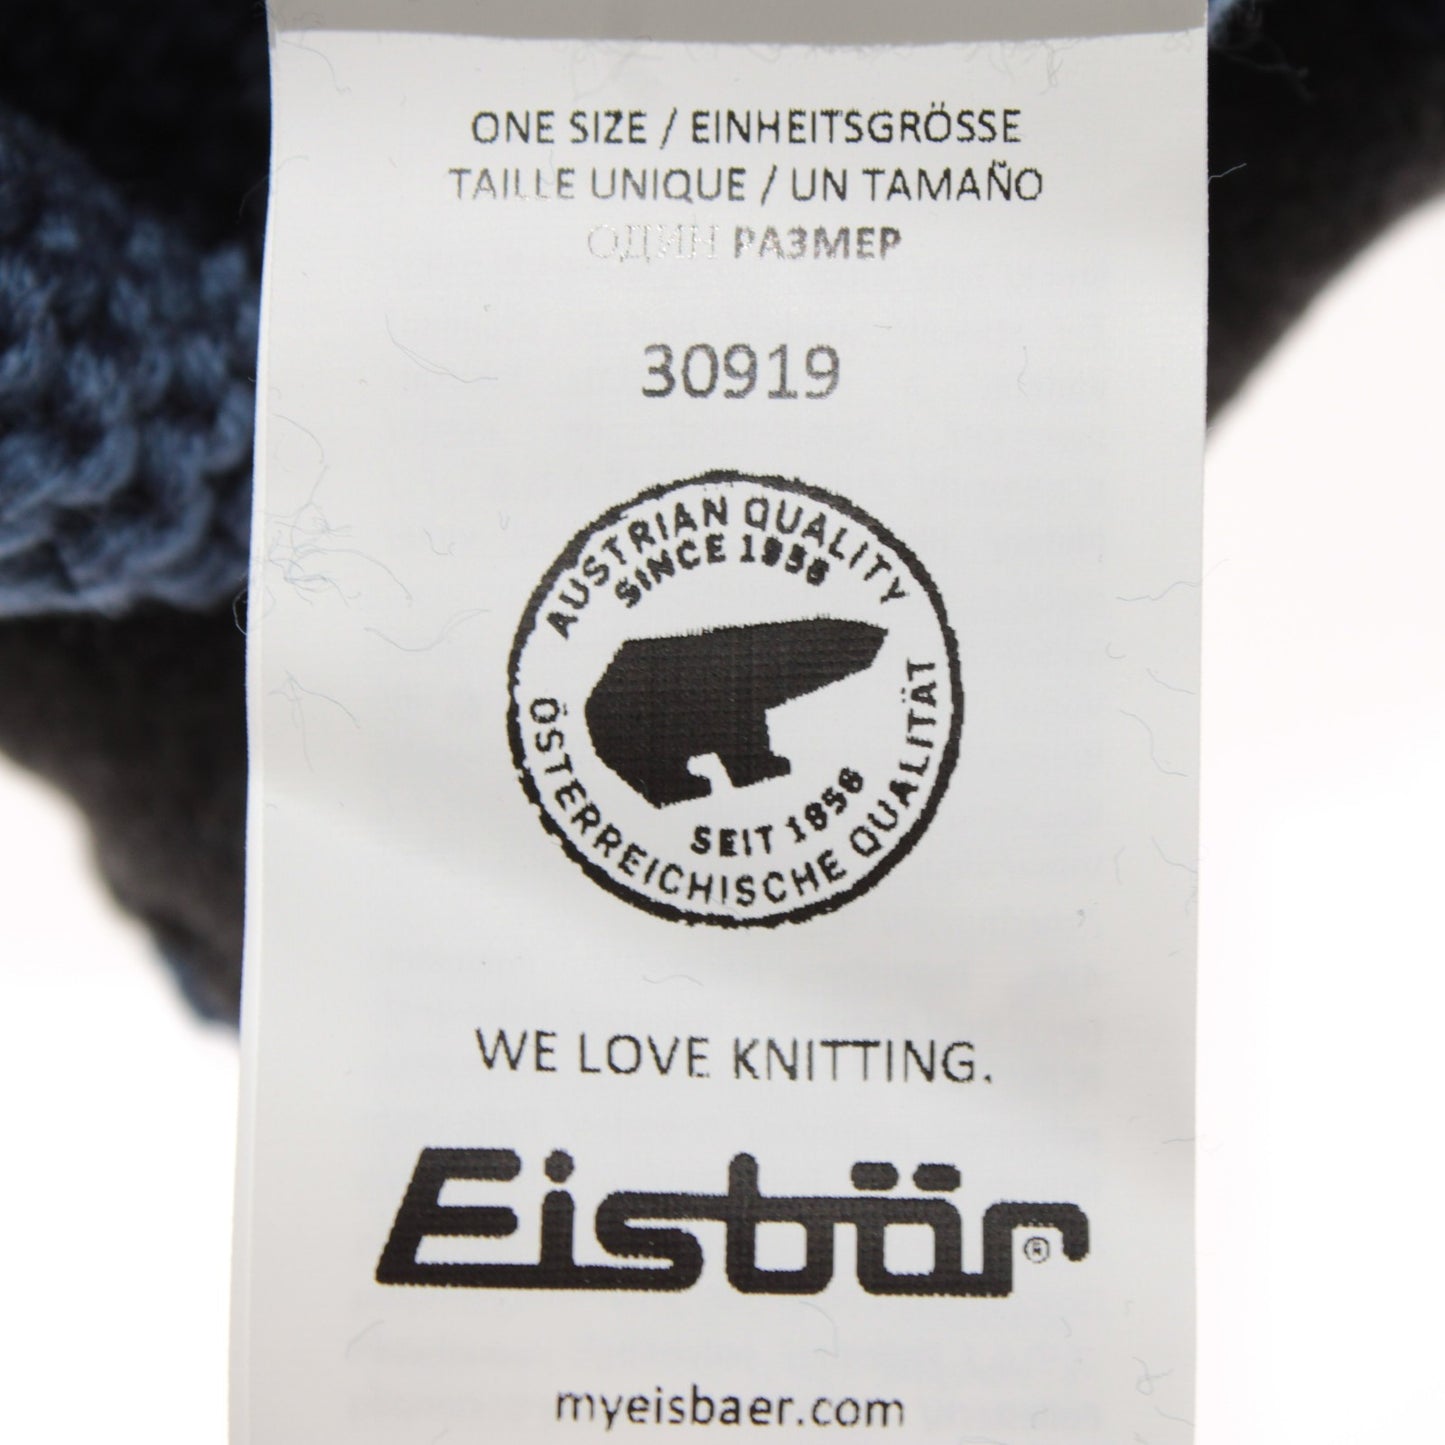 ONE SIZE / EINHEITSGRÖSSE
TAILLE UNIQUE / UN TAMAÑO
ОДИН РАЗМЕР
30919
AUSTRIAN QUALITY
SINCE 1956
SEIT 1956
ÖSTERREICHISCHE QUALITÄT
WE LOVE KNITTING.
Eisbär®
myeisbaer.com